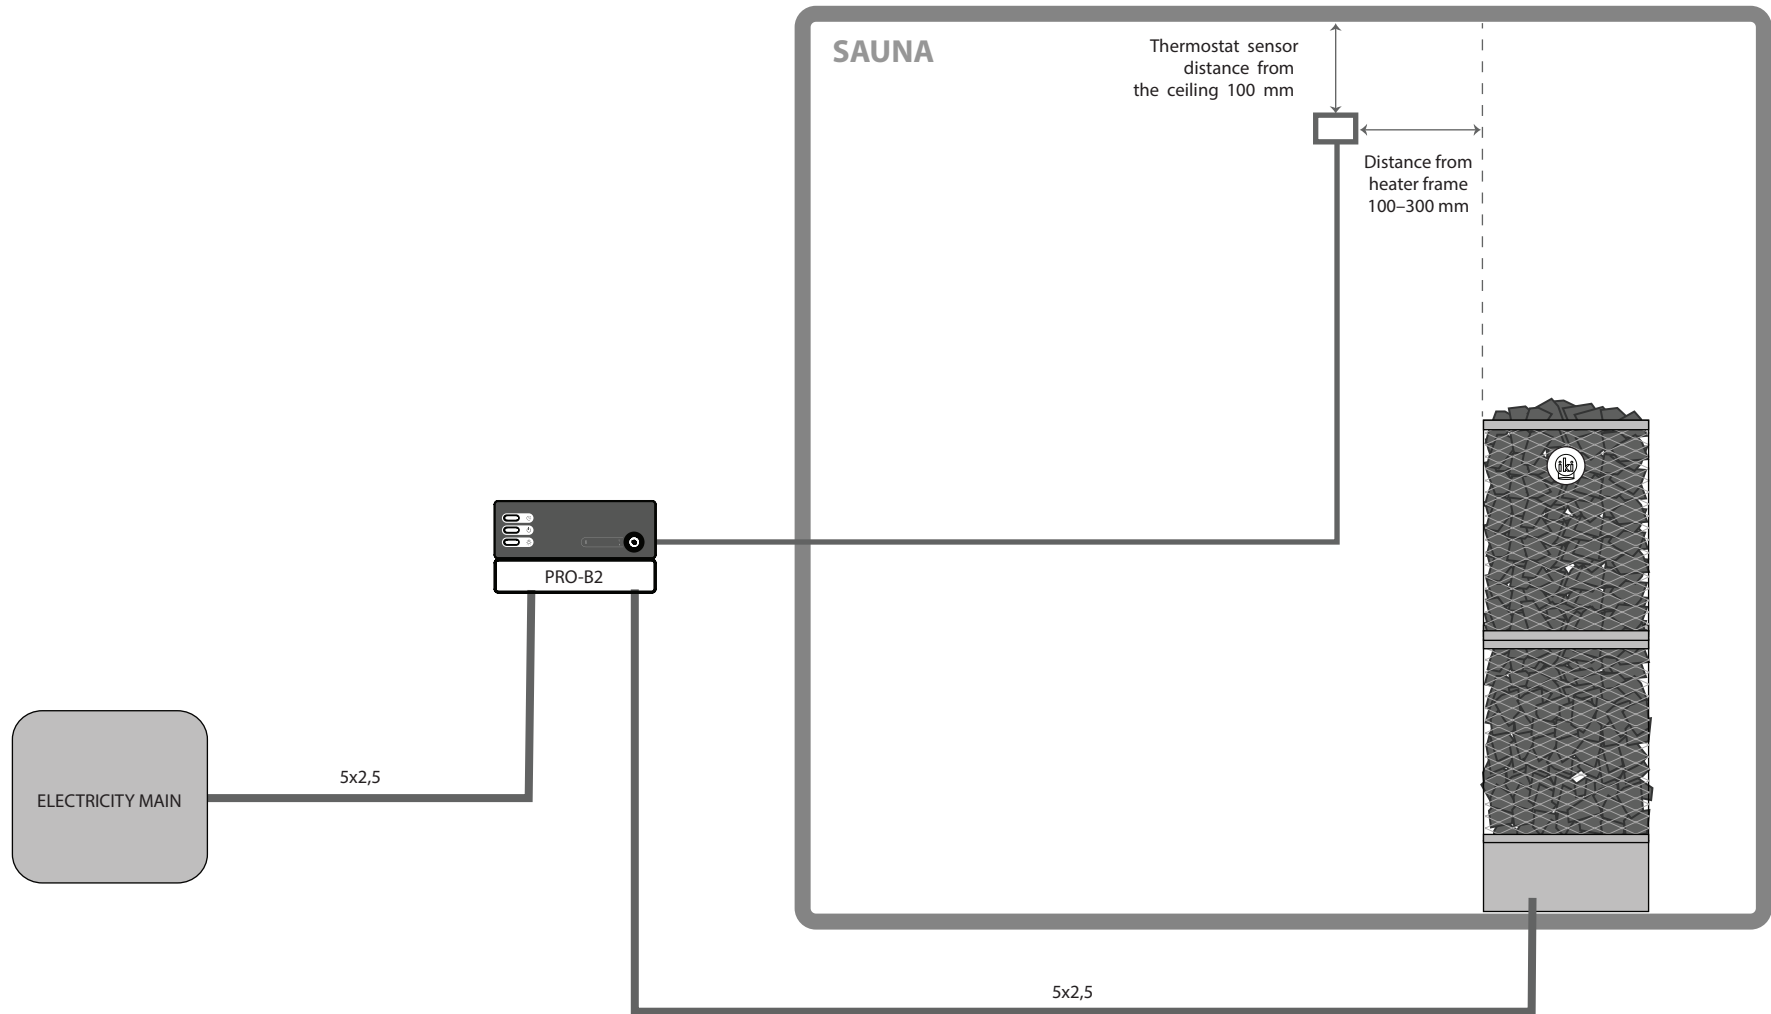 SAUNA
Thermostat sensor
distance from
the ceiling 100 mm
Distance from
heater frame
100–300 mm
iki
PRO-B2
5x2,5
ELECTRICITY MAIN
5x2,5